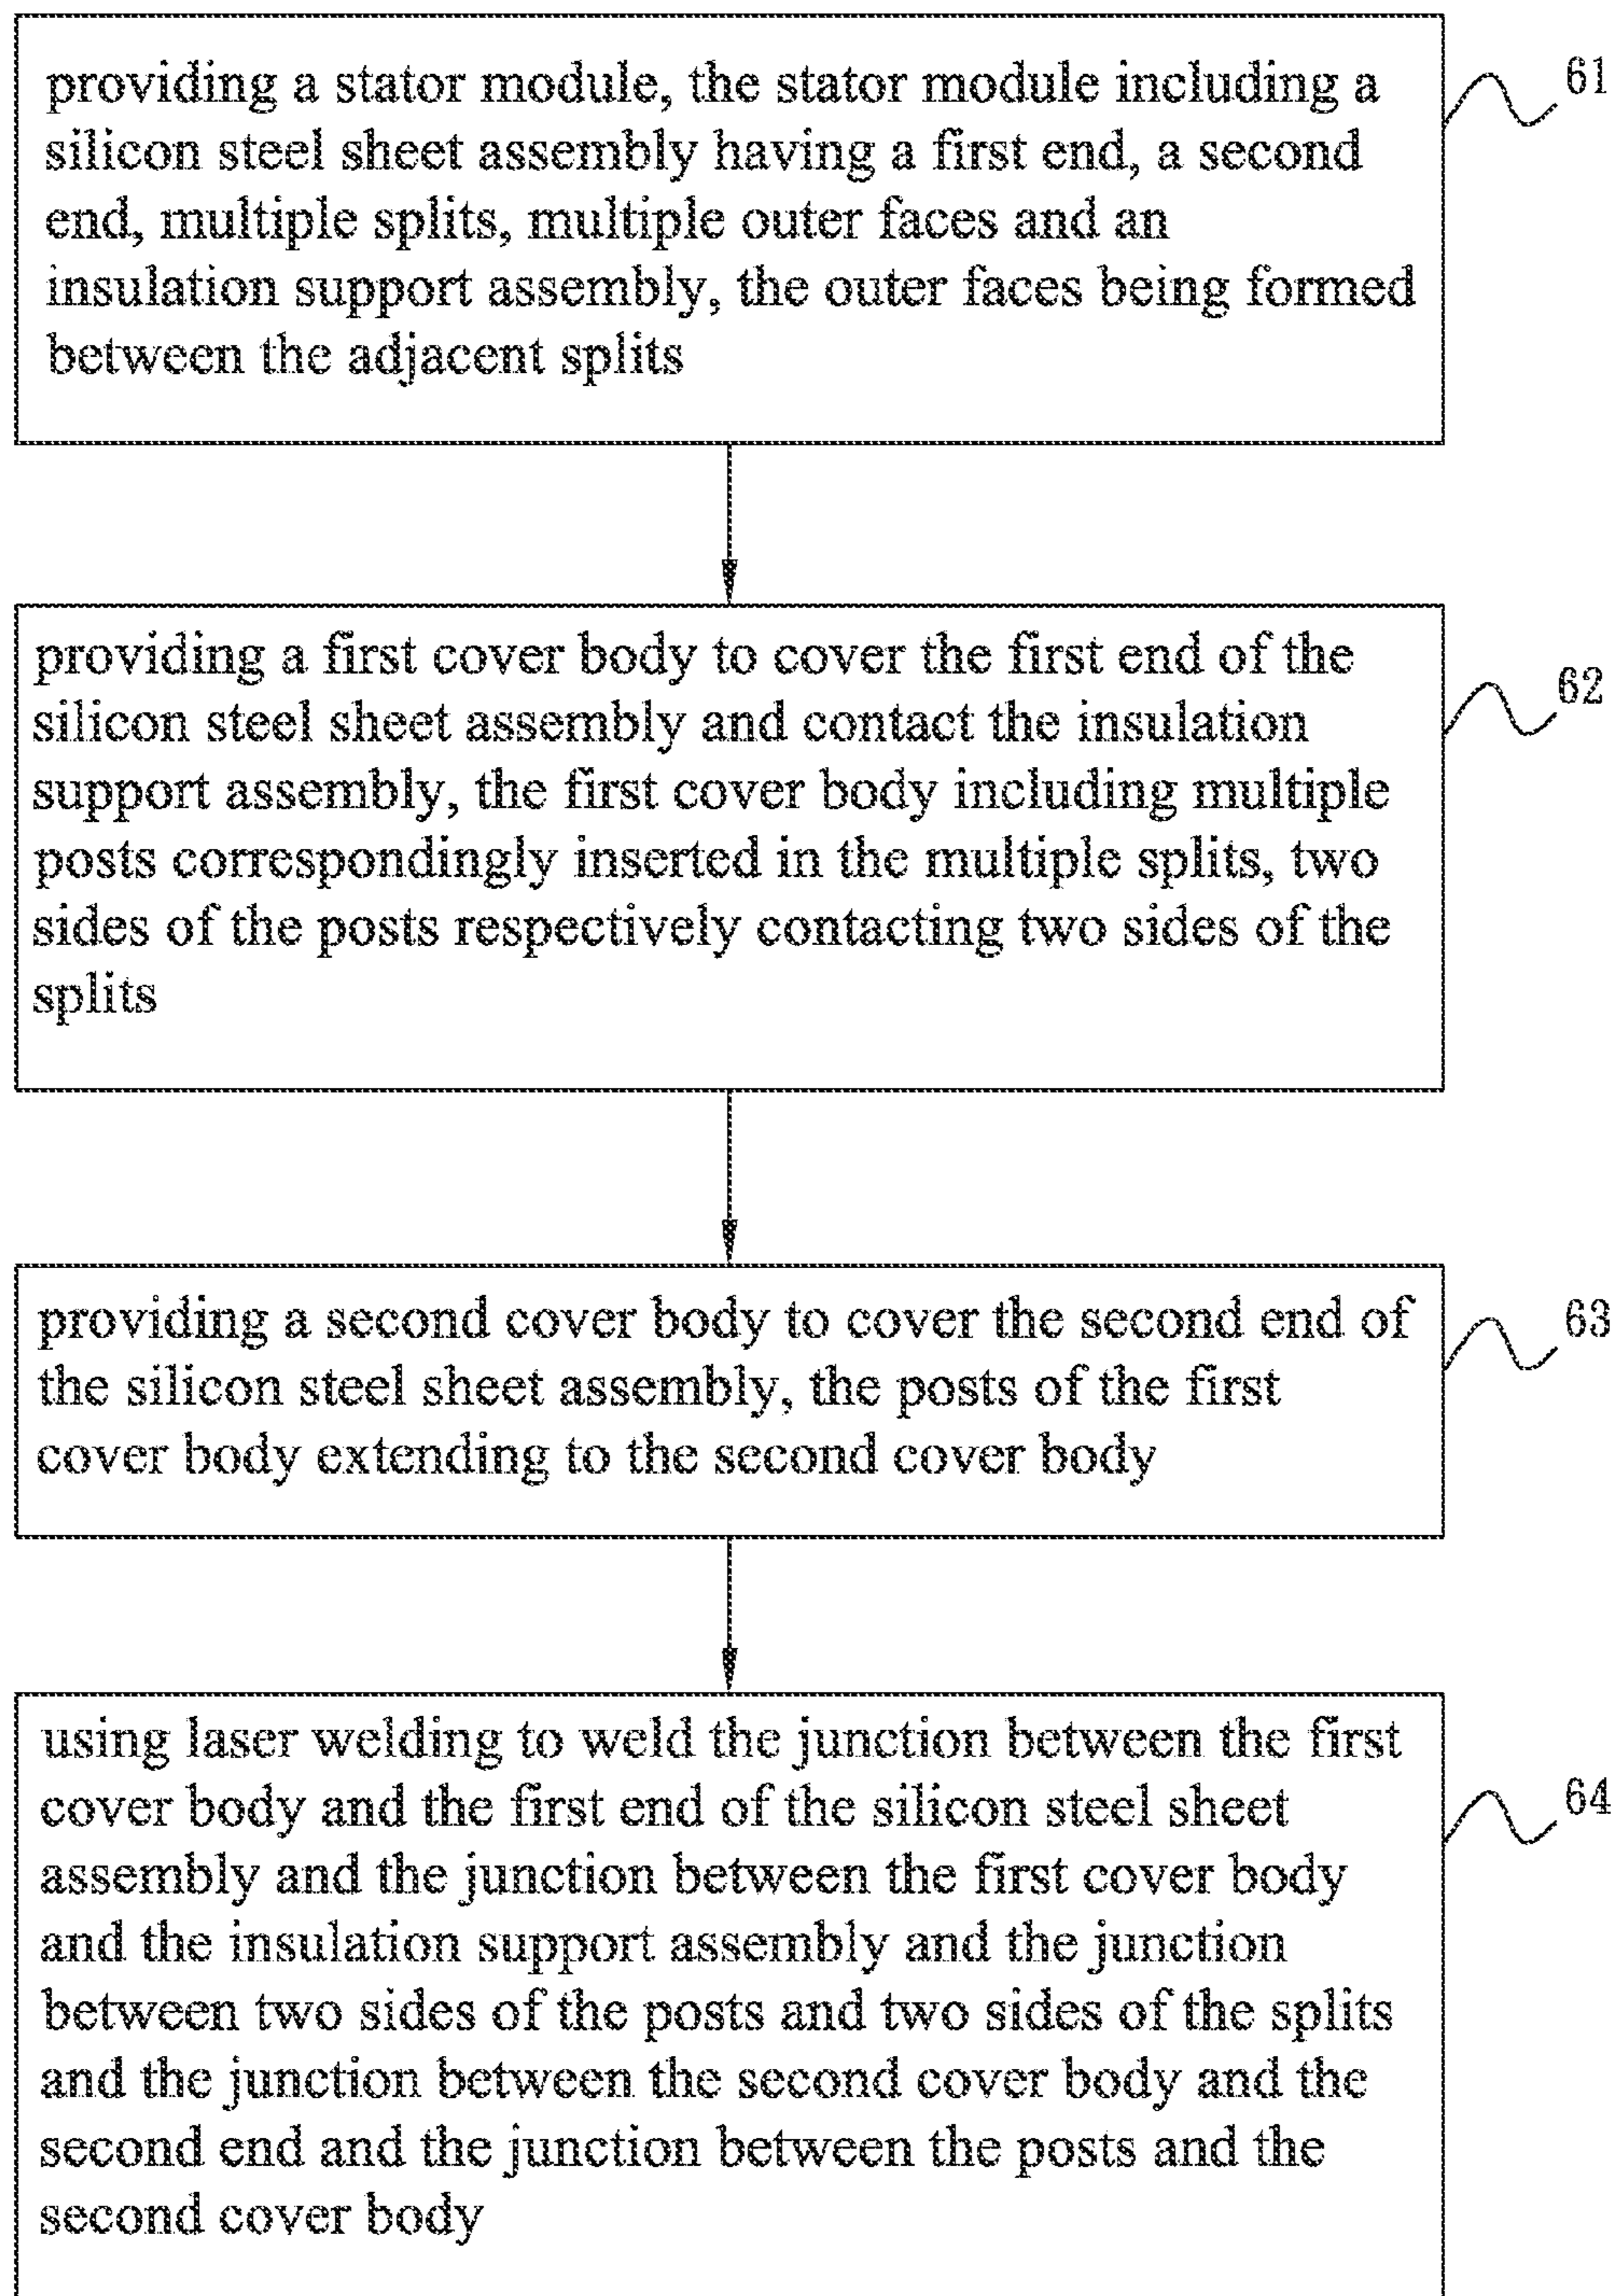 providing a stator module, the stator module including a
silicon steel sheet assembly having a first end, a second
end, multiple splits, multiple outer faces and an
insulation support assembly, the outer faces being formed
between the adjacent splits
61
providing a first cover body to cover the first end of the
silicon steel sheet assembly and contact the insulation
support assembly, the first cover body including multiple
posts correspondingly inserted in the multiple splits, two
sides of the posts respectively contacting two sides of the
splits
62
providing a second cover body to cover the second end of
the silicon steel sheet assembly, the posts of the first
cover body extending to the second cover body
63
using laser welding to weld the junction between the first
cover body and the first end of the silicon steel sheet
assembly and the junction between the first cover body
and the insulation support assembly and the junction
between two sides of the posts and two sides of the splits
and the junction between the second cover body and the
second end and the junction between the posts and the
second cover body
64